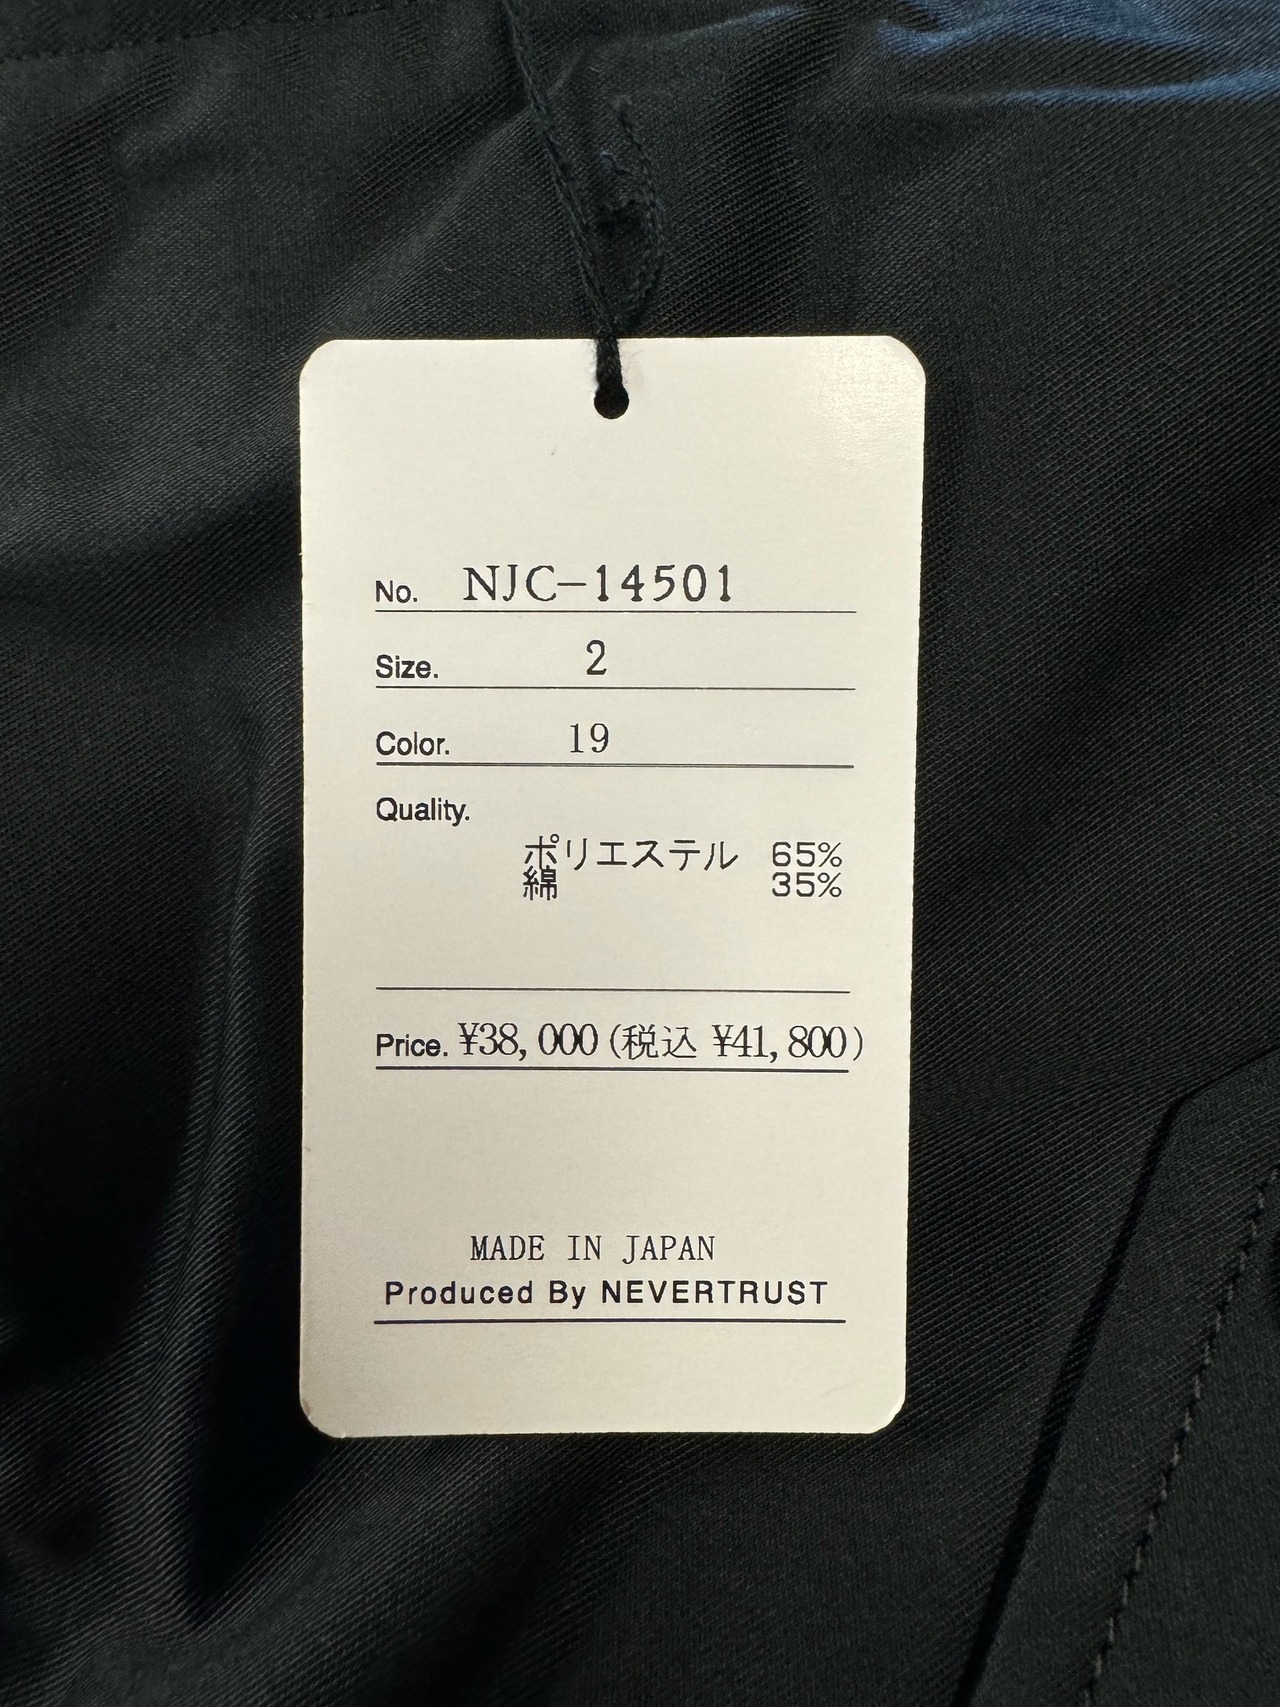 No. NJC-14501
Size. 2
Color. 19
Quality.
ポリエステル 65%
綿 35%
Price. ¥38,000(税込 ¥41,800)
MADE IN JAPAN
Produced By NEVERTRUST